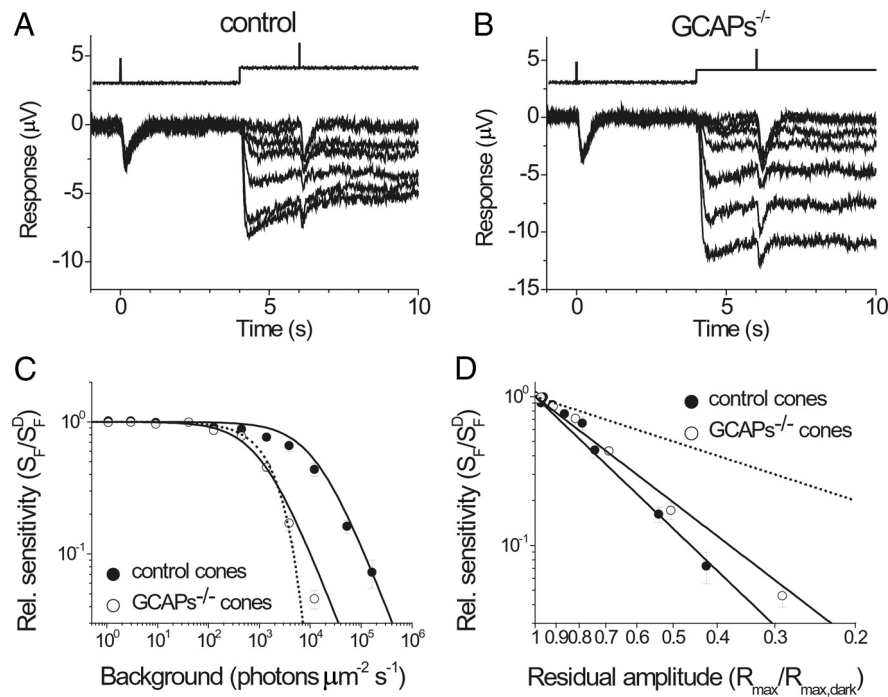 A
control
5
0
-5
-10
Response (μV)
0
5
10
Time (s)
B
GCAPs-/-
5
0
-5
-10
-15
Response (μV)
0
5
10
Time (s)
C
10^0
10^-1
Rel. sensitivity (S_F/S_F^D)
control cones
GCAPs-/- cones
10^0 10^1 10^2 10^3 10^4 10^5 10^6
Background (photons μm^-2 s^-1)
D
10^0
10^-1
Rel. sensitivity (S_F/S_F^D)
control cones
GCAPs-/- cones
1 0.9 0.8 0.7 0.6 0.5 0.4 0.3 0.2
Residual amplitude (R_max/R_max,dark)